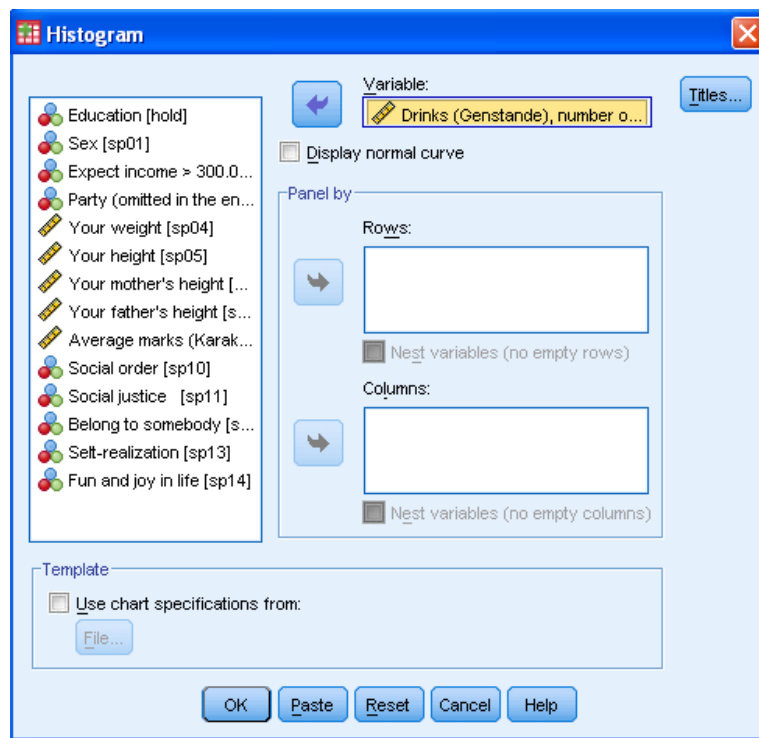 Histogram
Variable:
Drinks (Genstande), number o...
Titles...
Display normal curve
Education [hold]
Sex [sp01]
Expect income > 300.0...
Party (omitted in the en...
Your weight [sp04]
Your height [sp05]
Your mother's height [...
Your father's height [s...
Average marks (Karak...
Social order [sp10]
Social justice [sp11]
Belong to somebody [s...
Self-realization [sp13]
Fun and joy in life [sp14]
Panel by
Rows:
Nest variables (no empty rows)
Columns:
Nest variables (no empty columns)
Template
Use chart specifications from:
File...
OK
Paste
Reset
Cancel
Help